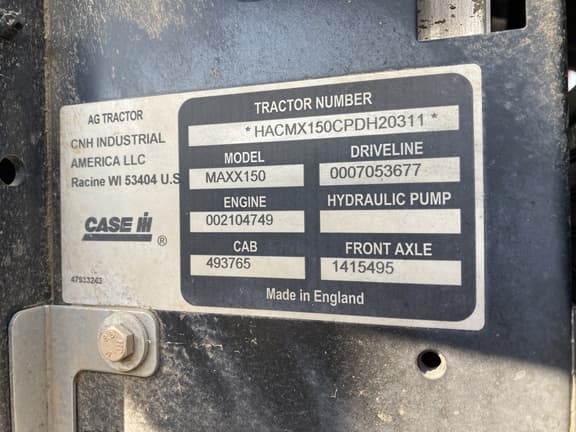 AG TRACTOR
CNH INDUSTRIAL
AMERICA LLC
Racine WI 53404 U.S
CASE IH ®
47933243
TRACTOR NUMBER
* HACMX150CPDH20311 *
MODEL
MAXX150
DRIVELINE
0007053677
ENGINE
002104749
HYDRAULIC PUMP
CAB
493765
FRONT AXLE
1415495
Made in England